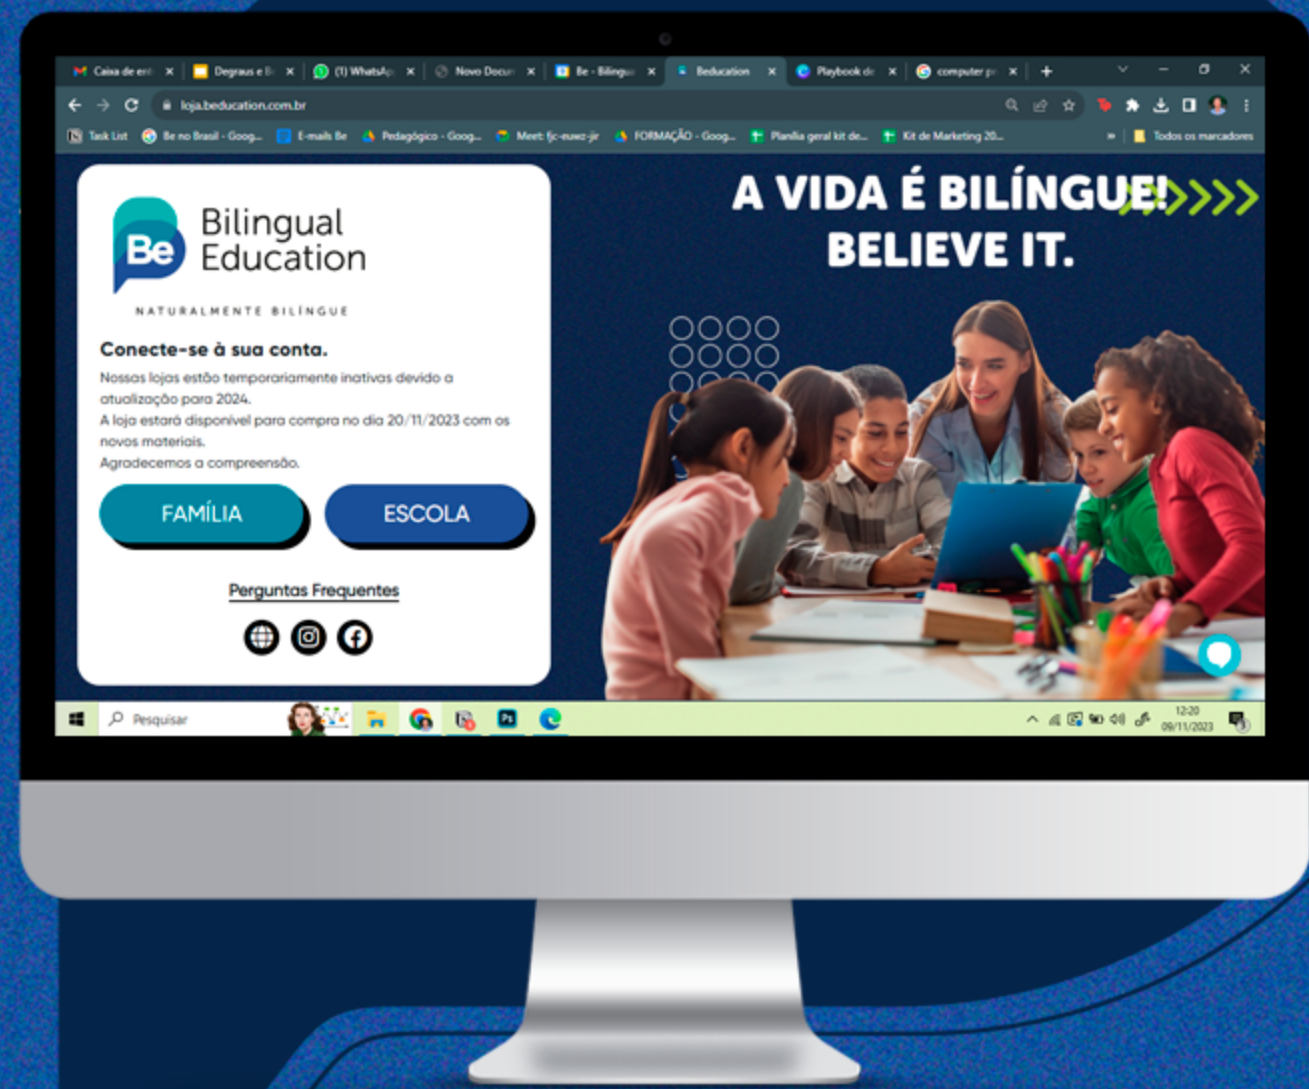 Caixa de ent
Degraus e B
(1) WhatsAp
Novo Docum
Be - Bilingu
Beducation
Playbook de
computer p
loja.beducation.com.br
Task List
Be no Brasil - Goog...
E-mails Be
Pedagógico - Goog...
Meet: fjc-euwz-jir
FORMAÇÃO - Goog...
Planilla geral kit de...
Kit de Marketing 20...
»
Todos os marcadores
Be
Bilingual
Education
NATURALMENTE BILÍNGUE
Conecte-se à sua conta.
Nossas lojas estão temporariamente inativas devido a
atualização para 2024.
A loja estará disponível para compra no dia 20/11/2023 com os
novos materiais.
Agradecemos a compreensão.
FAMÍLIA
ESCOLA
Perguntas Frequentes
A VIDA É BILÍNGUE!
BELIEVE IT.
Pesquisar
Ps
12:20
09/11/2023